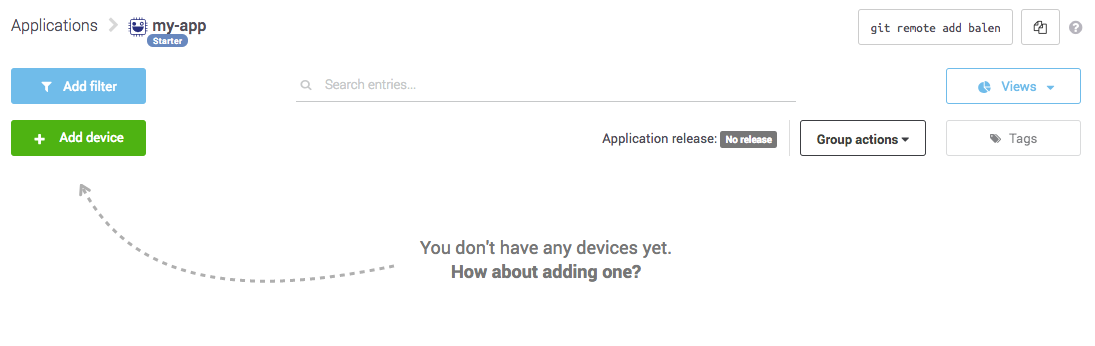 Applications my-app
Starter
git remote add balen
Add filter
Search entries...
Views
Add device
Application release: No release
Group actions
Tags
You don't have any devices yet.
How about adding one?